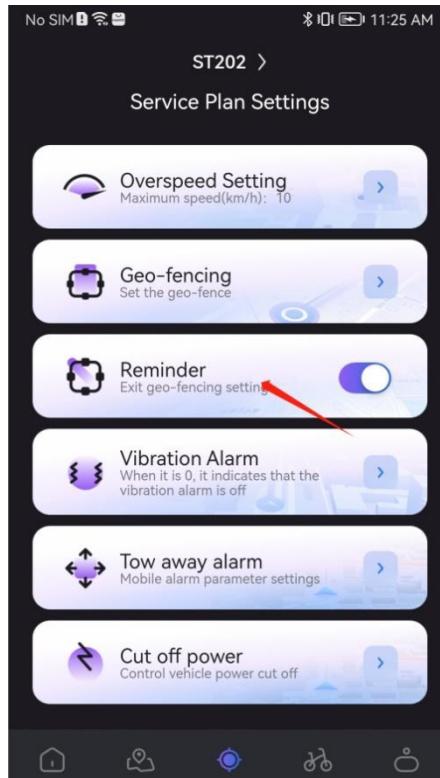 No SIM 11:25 AM
ST202 >
Service Plan Settings
Overspeed Setting
Maximum speed(km/h): 10
Geo-fencing
Set the geo-fence
Reminder
Exit geo-fencing setting
Vibration Alarm
When it is 0, it indicates that the
vibration alarm is off
Tow away alarm
Mobile alarm parameter settings
Cut off power
Control vehicle power cut off